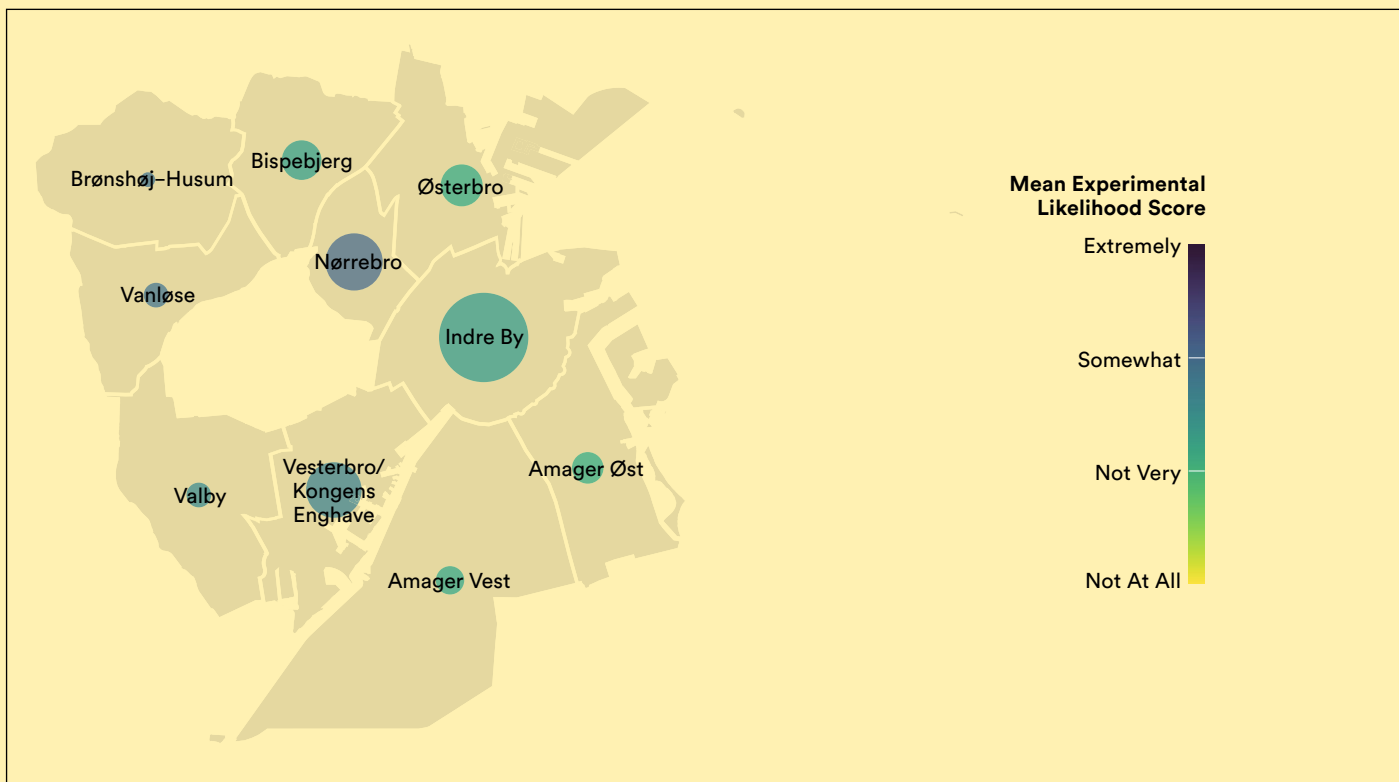 Bispebjerg
Brønshøj–Husum
Østerbro
Nørrebro
Vanløse
Indre By
Vesterbro/
Kongens
Enghave
Valby
Amager Øst
Amager Vest
Mean Experimental
Likelihood Score
Extremely
Somewhat
Not Very
Not At All